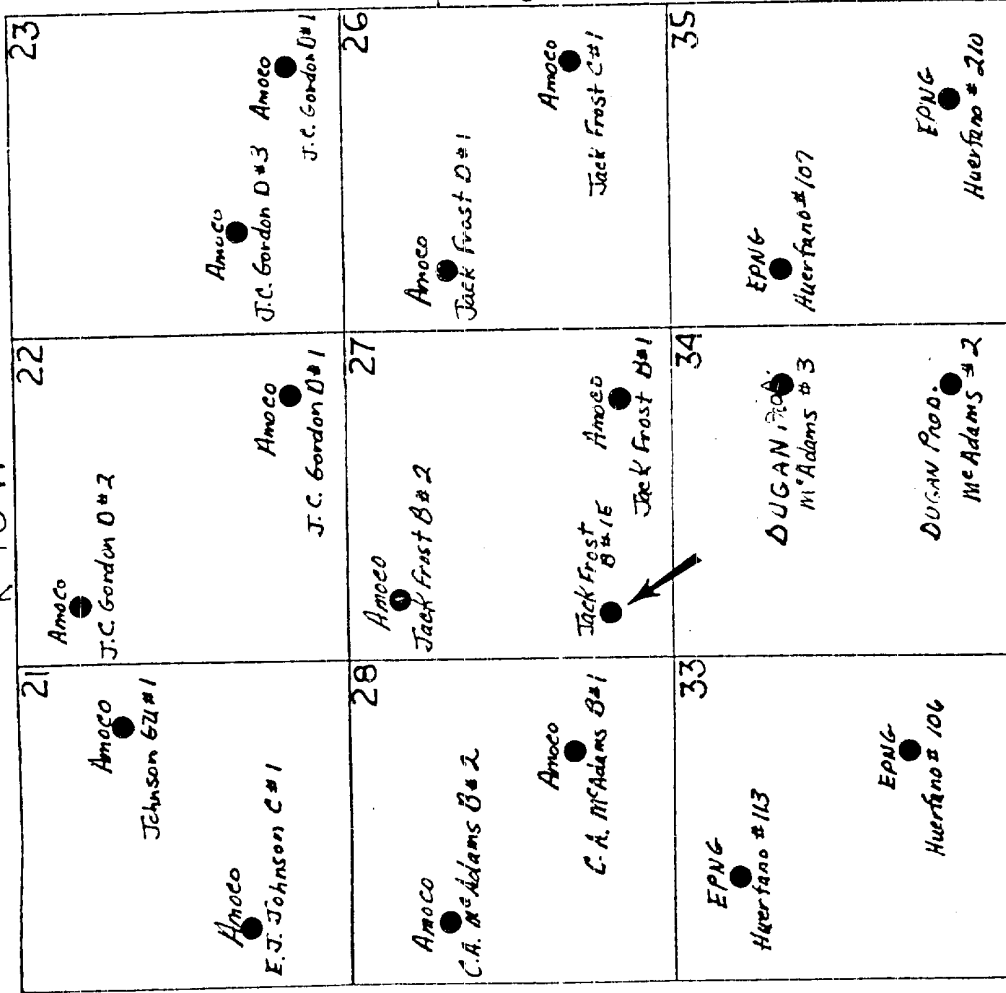 21
Amoco
Johnson GU #1
Amoco
E.J. Johnson C #1
22
Amoco
J.C. Gordon D #2
Amoco
J.C. Gordon D #1
23
Amoco
J.C. Gordon D #3
Amoco
J.C. Gordon D #1
28
Amoco
C.A. McAdams B #2
Amoco
C.A. McAdams B #1
27
Amoco
Jack Frost B #2
Jack Frost
B #1E
Amoco
Jack Frost B #1
26
Amoco
Jack Frost D #1
Amoco
Jack Frost C #1
33
EPNG
Huerfano #113
EPNG
Huerfano # 106
34
DUGAN PROD.
McAdams # 3
DUGAN PROD.
McAdams #2
35
EPNG
Huerfano #107
EPNG
Huerfano # 210